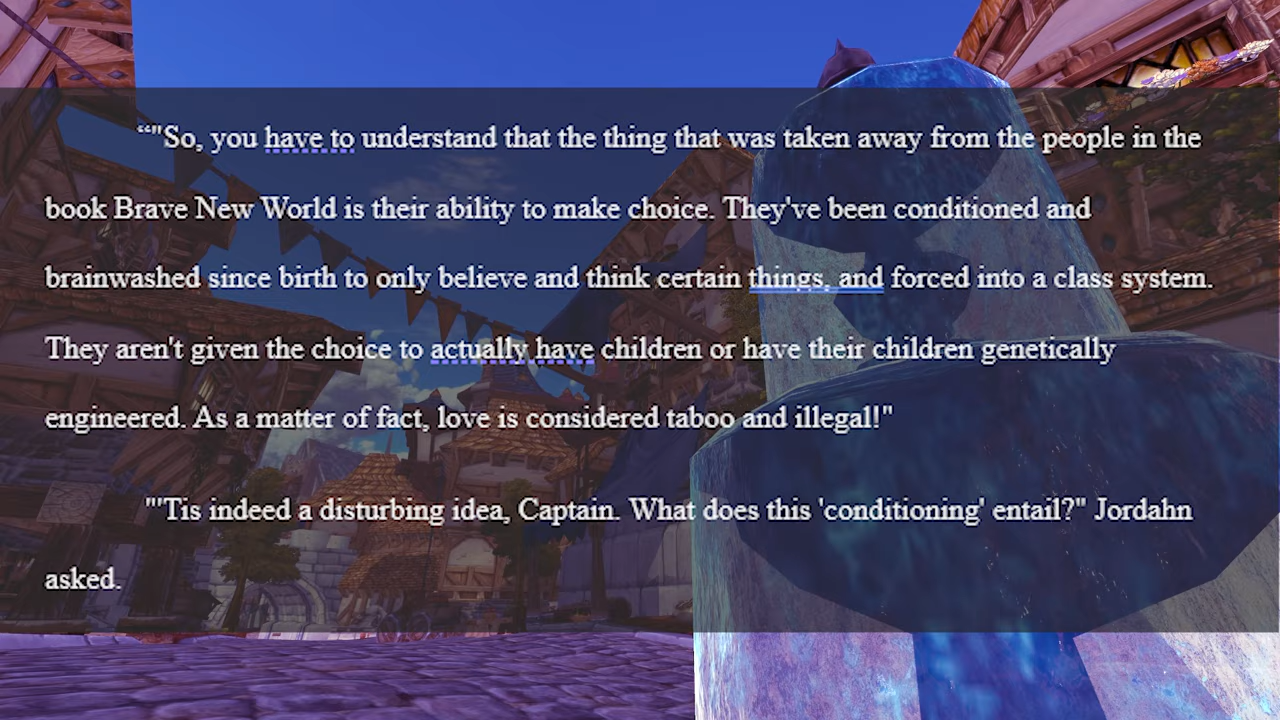 “"So, you have to understand that the thing that was taken away from the people in the
book Brave New World is their ability to make choice. They've been conditioned and
brainwashed since birth to only believe and think certain things, and forced into a class system.
They aren't given the choice to actually have children or have their children genetically
engineered. As a matter of fact, love is considered taboo and illegal!"
"'Tis indeed a disturbing idea, Captain. What does this 'conditioning' entail?" Jordahn
asked.